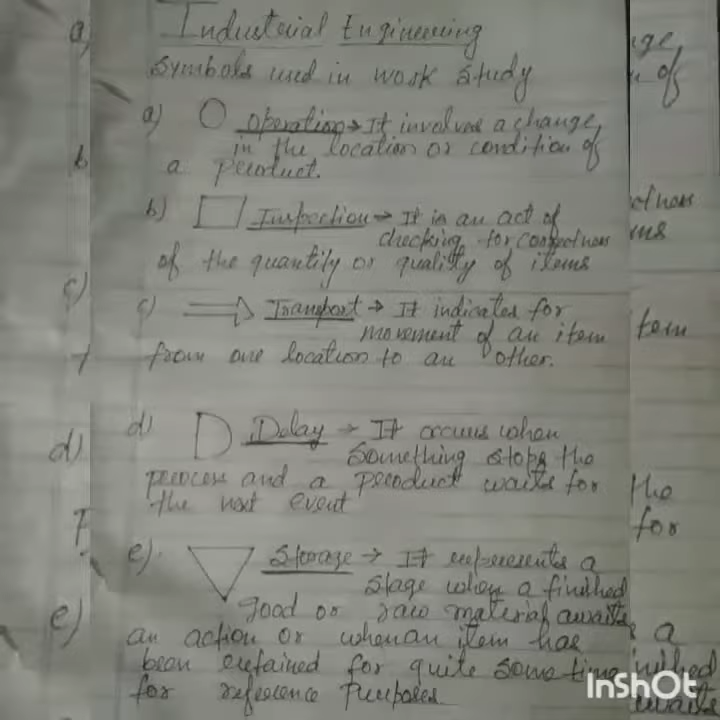 Industrial Engineering
Symbols used in work study
a) Operation → It involves a change
in the location or condition of
a product.
b) Inspection → It is an act of
checking for correctness
of the quantity or quality of items
c) Transport → It indicates for
movement of an item
from one location to an other.
d) Delay → It occurs when
something stops the
process and a product waits for
the next event
e). Storage → It represents a
stage when a finished
good or raw material awaits
an action or when an item has
been retained for quite some time
for reference purposes.
InShOt